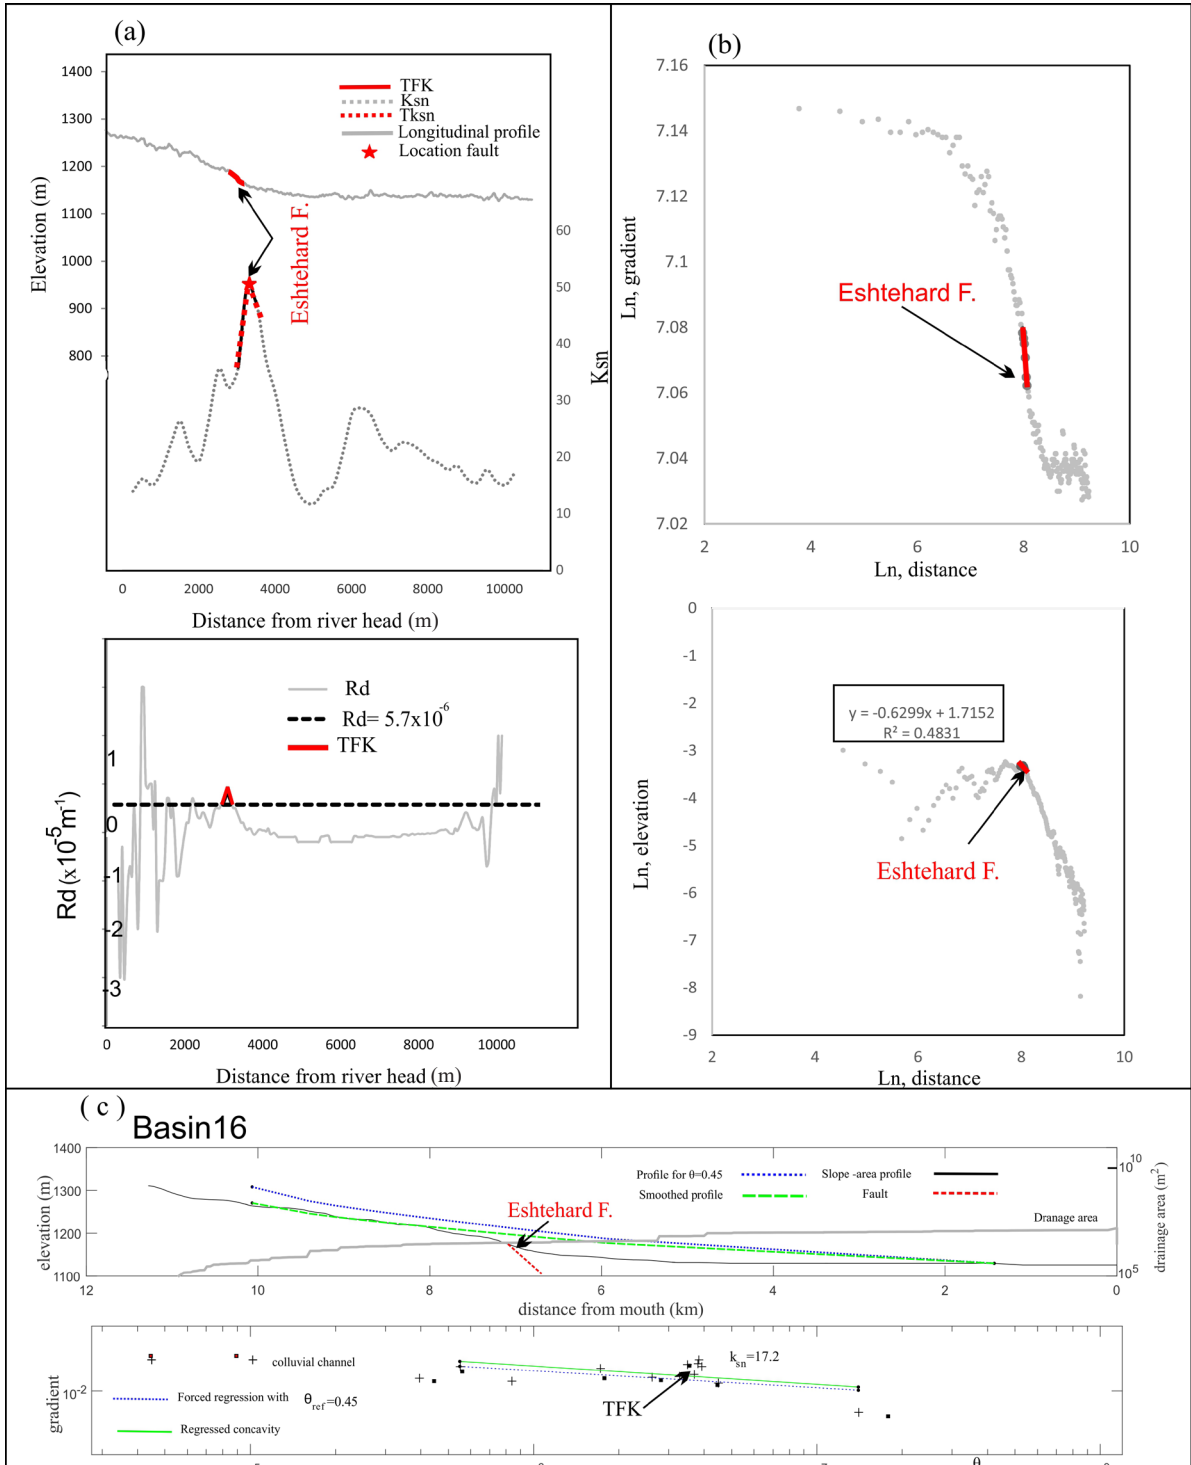 (a)
1400
1300
1200
1100
1000
900
800
Elevation (m)
TFK
Ksn
Tksn
Longitudinal profile
Location fault
Eshtehard F.
60
50
40
30
20
10
0
Ksn
0 2000 4000 6000 8000 10000
Distance from river head (m)
Rd
Rd= 5.7x10-6
TFK
1
0
-1
-2
-3
Rd (x10-5m-1)
0 2000 4000 6000 8000 10000
Distance from river head (m)
(b)
7.16
7.14
7.12
7.1
7.08
7.06
7.04
7.02
Ln, gradient
Eshtehard F.
2 4 6 8 10
Ln, distance
0
-1
-2
-3
-4
-5
-6
-7
-8
-9
Ln, elevation
y = -0.6299x + 1.7152
R² = 0.4831
Eshtehard F.
2 4 6 8 10
Ln, distance
( c )
Basin16
1400
1300
1200
1100
elevation (m)
Profile for θ=0.45
Slope -area profile
Smoothed profile
Fault
Eshtehard F.
Dranage area
10^10
10^5
drainage area (m²)
12 10 8 6 4 2 0
distance from mouth (km)
gradient
10^-2
colluvial channel
Forced regression with θref=0.45
Regressed concavity
ksn=17.2
TFK